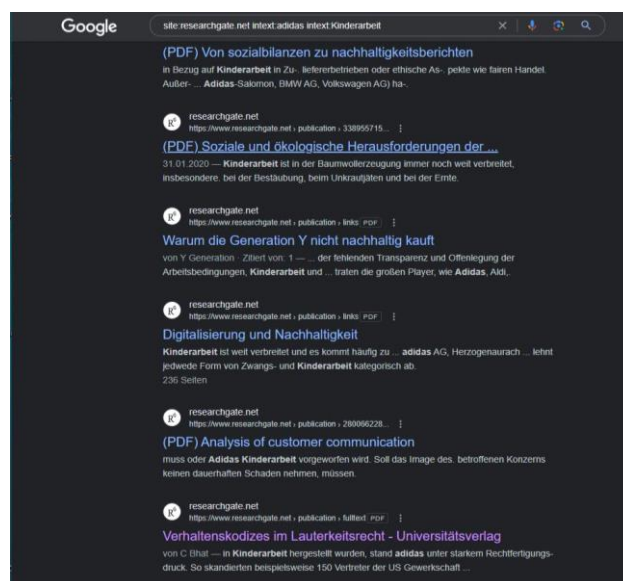 Google
site:researchgate.net intext:adidas intext:Kinderarbeit
(PDF) Von sozialbilanzen zu nachhaltigkeitsberichten
in Bezug auf Kinderarbeit in Zu-. liefererbetrieben oder ethische As-. pekte wie fairen Handel.
Außer- ... Adidas-Salomon, BMW AG, Volkswagen AG) ha-.
researchgate.net
https://www.researchgate.net › publication › 338955715...
(PDF) Soziale und ökologische Herausforderungen der ...
31.01.2020 — Kinderarbeit ist in der Baumwollerzeugung immer noch weit verbreitet,
insbesondere. bei der Bestäubung, beim Unkrautjäten und bei der Ernte.
researchgate.net
https://www.researchgate.net › publication › links PDF
Warum die Generation Y nicht nachhaltig kauft
von Y Generation · Zitiert von: 1 — ... der fehlenden Transparenz und Offenlegung der
Arbeitsbedingungen, Kinderarbeit und ... traten die großen Player, wie Adidas, Aldi,.
researchgate.net
https://www.researchgate.net › publication › links PDF
Digitalisierung und Nachhaltigkeit
Kinderarbeit ist weit verbreitet und es kommt häufig zu ... adidas AG, Herzogenaurach ... lehnt
jedwede Form von Zwangs- und Kinderarbeit kategorisch ab.
236 Seiten
researchgate.net
https://www.researchgate.net › publication › 280066228...
(PDF) Analysis of customer communication
muss oder Adidas Kinderarbeit vorgeworfen wird. Soll das Image des. betroffenen Konzerns
keinen dauerhaften Schaden nehmen, müssen.
researchgate.net
https://www.researchgate.net › publication › fulltext PDF
Verhaltenskodizes im Lauterkeitsrecht - Universitätsverlag
von C Bhat — in Kinderarbeit hergestellt wurden, stand adidas unter starkem Rechtfertigungs-
druck. So skandierten beispielsweise 150 Vertreter der US Gewerkschaft ...